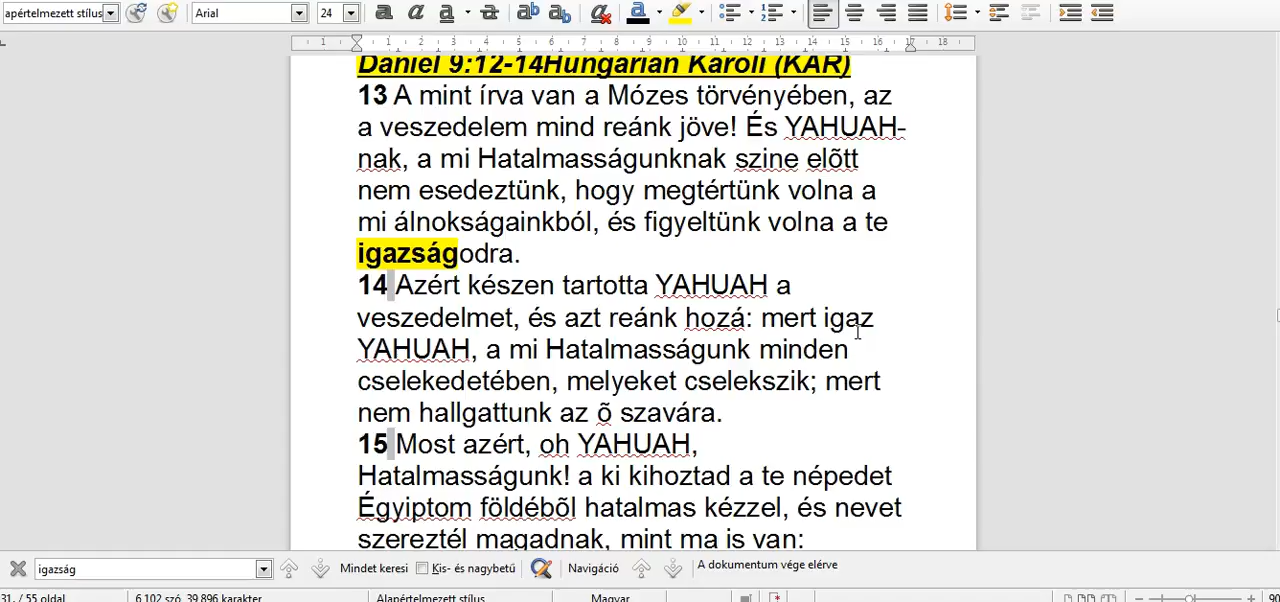 apértelmezett stílus Arial 24
1 1 2 3 4 5 6 7 8 9 10 11 12 13 14 15 16 17 18
Dániel 9:12-14Hungarian Károli (KAR)
13 A mint írva van a Mózes törvényében, az
a veszedelem mind reánk jöve! És YAHUAH-
nak, a mi Hatalmasságunknak szine elõtt
nem esedeztünk, hogy megtértünk volna a
mi álnokságainkból, és figyeltünk volna a te
igazságodra.
14 Azért készen tartotta YAHUAH a
veszedelmet, és azt reánk hozá: mert igaz
YAHUAH, a mi Hatalmasságunk minden
cselekedetében, melyeket cselekszik; mert
nem hallgattunk az õ szavára.
15 Most azért, oh YAHUAH,
Hatalmasságunk! a ki kihoztad a te népedet
Égyiptom földébõl hatalmas kézzel, és nevet
szereztél magadnak, mint ma is van:
igazság Mindet keresi Kis- és nagybetű Navigáció A dokumentum vége elérve
31. / 55 oldal 6 102 szó, 39 896 karakter Alapértelmezett stílus Magyar 90